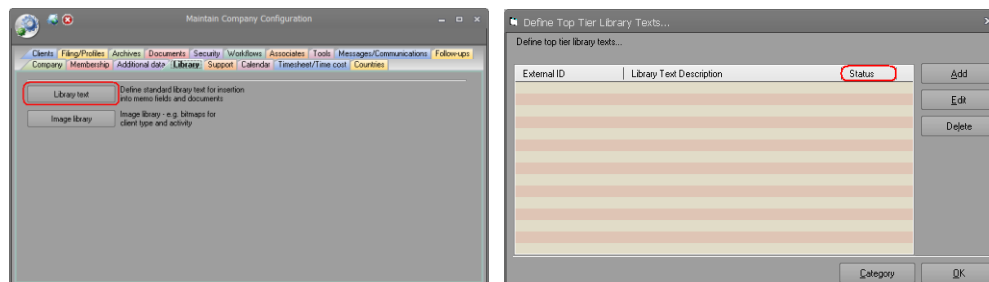 Maintain Company Configuration
Clients Filing/Profiles Archives Documents Security Workflows Associates Tools Messages/Communications Follow-ups
Company Membership Additional data Library Support Calendar Timesheet/Time cost Countries
Library text
Define standard library text for insertion
into memo fields and documents
Image library
Image library - e.g. bitmaps for
client type and activity
Define Top Tier Library Texts...
Define top tier library texts...
External ID Library Text Description Status
Add
Edit
Delete
Category OK